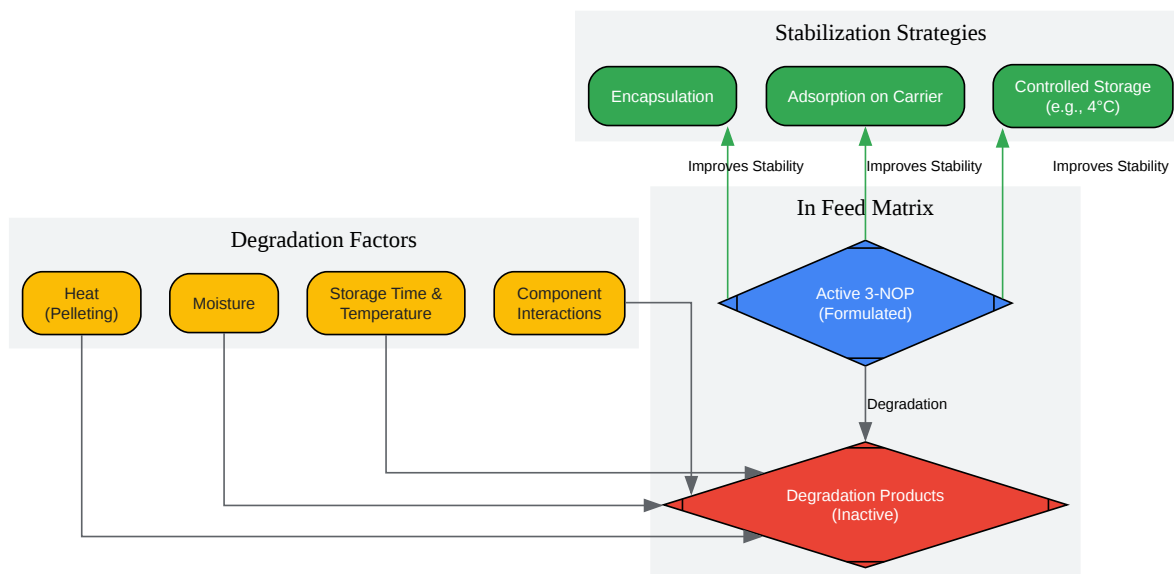 Stabilization Strategies
Encapsulation
Adsorption on Carrier
Controlled Storage
(e.g., 4°C)
Improves Stability
Improves Stability
Improves Stability
In Feed Matrix
Degradation Factors
Heat
(Pelleting)
Moisture
Storage Time &
Temperature
Component
Interactions
Active 3-NOP
(Formulated)
Degradation
Degradation Products
(Inactive)